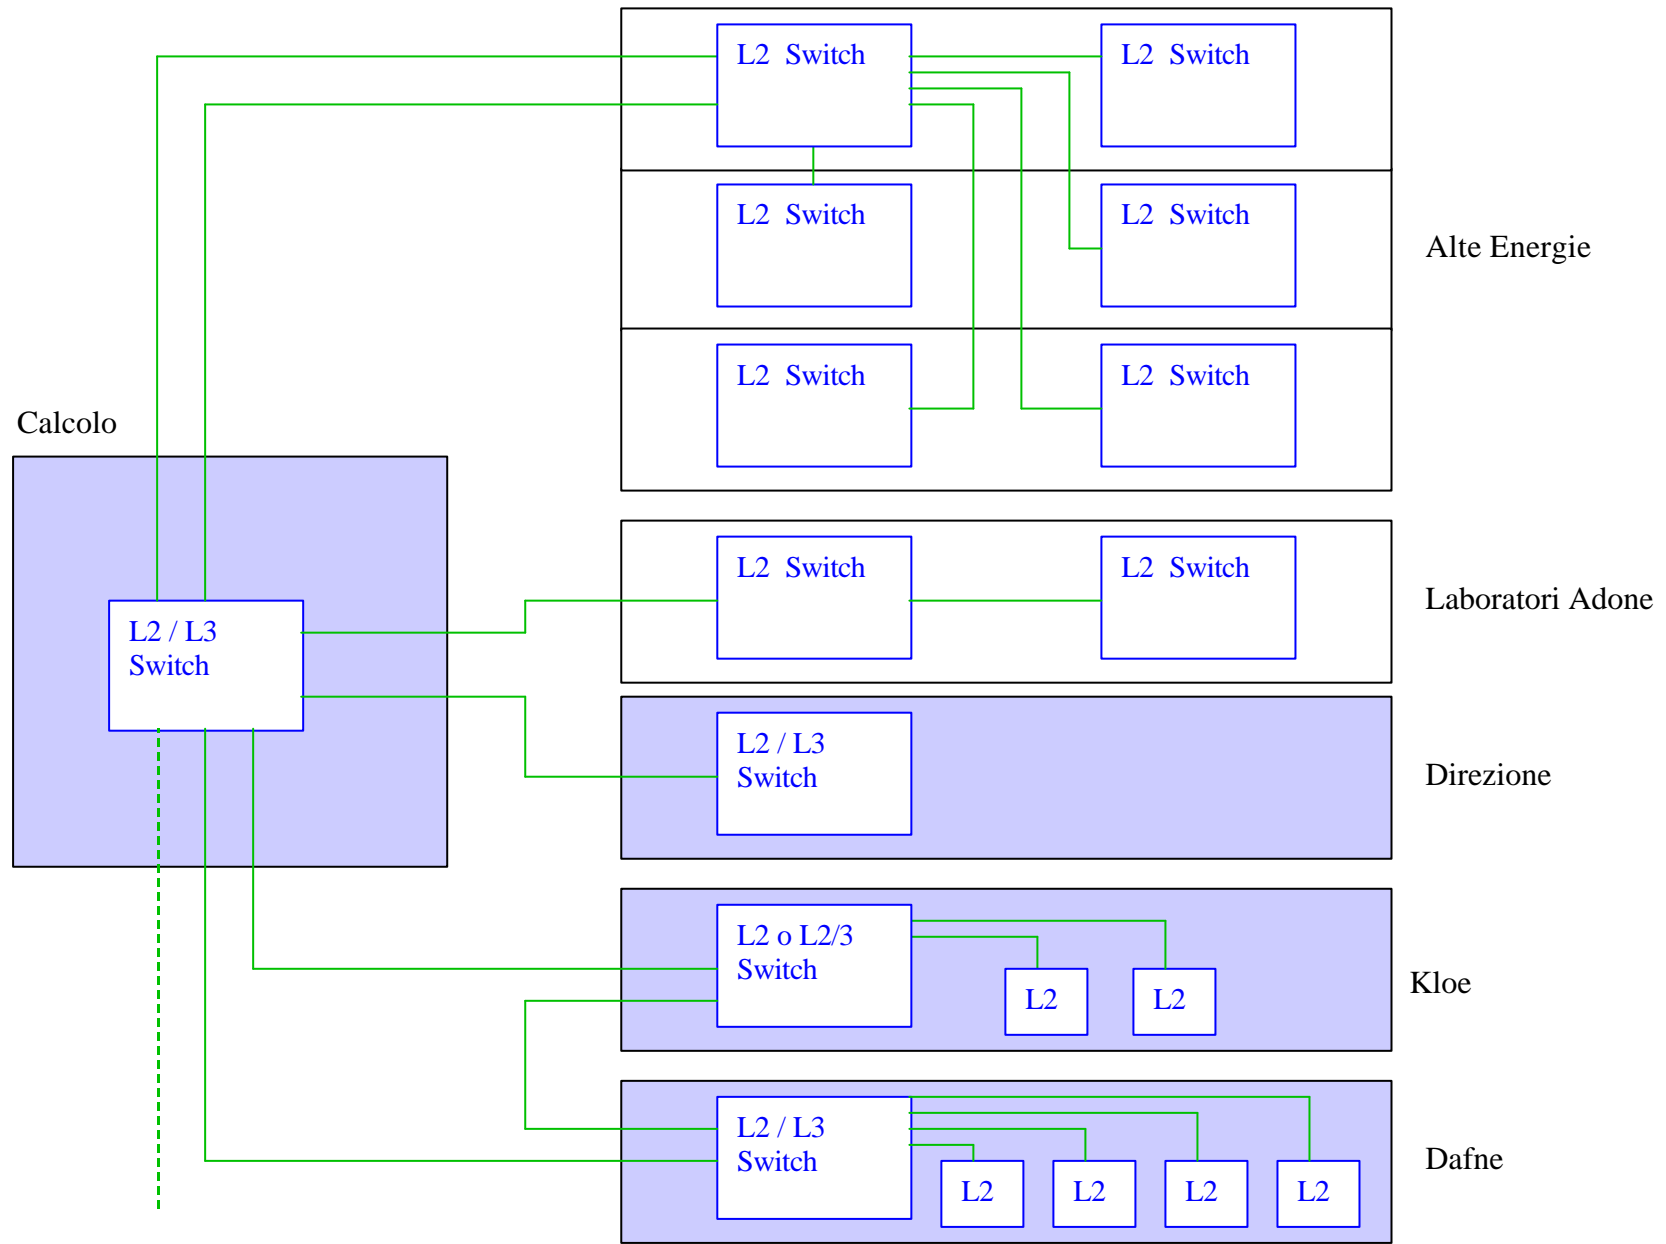 L2 Switch
L2 Switch
L2 Switch
L2 Switch
Alte Energie
L2 Switch
L2 Switch
Calcolo
L2 / L3
Switch
L2 Switch
L2 Switch
Laboratori Adone
L2 / L3
Switch
Direzione
L2 o L2/3
Switch
L2
L2
Kloe
L2 / L3
Switch
L2
L2
L2
L2
Dafne